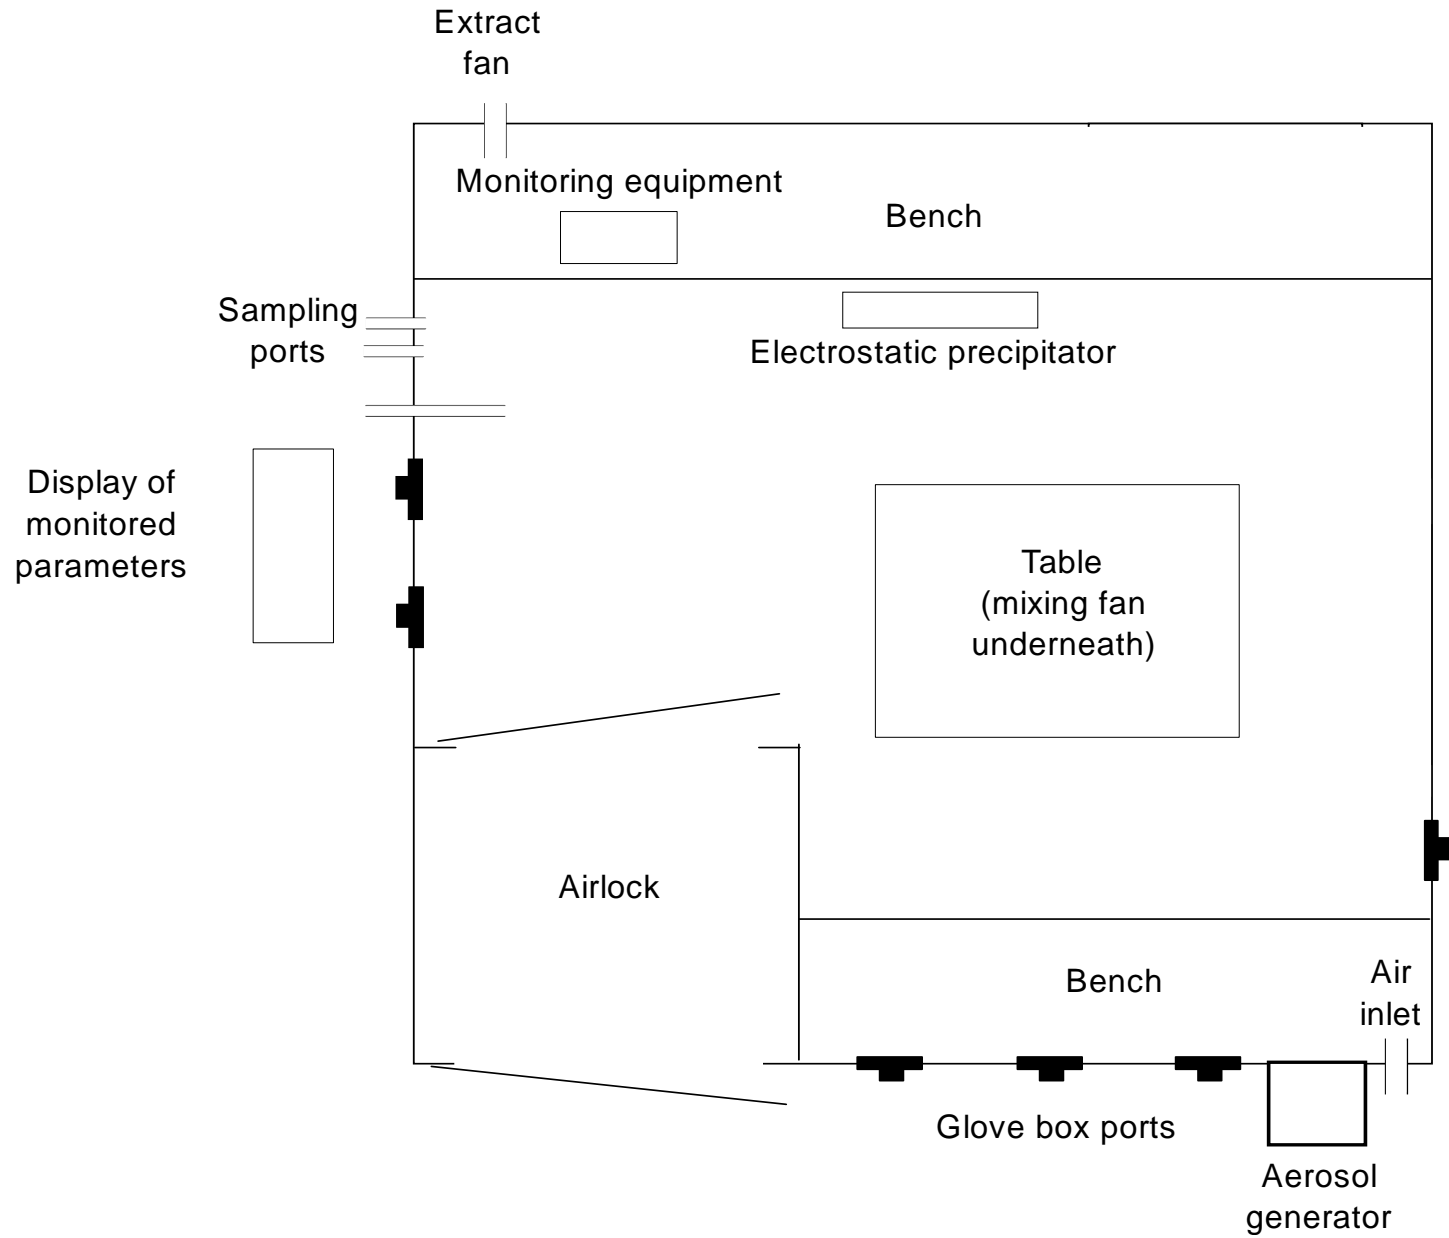 Extract
fan
Monitoring equipment
Bench
Sampling
ports
Electrostatic precipitator
Display of
monitored
parameters
Table
(mixing fan
underneath)
Airlock
Bench
Air
inlet
Glove box ports
Aerosol
generator